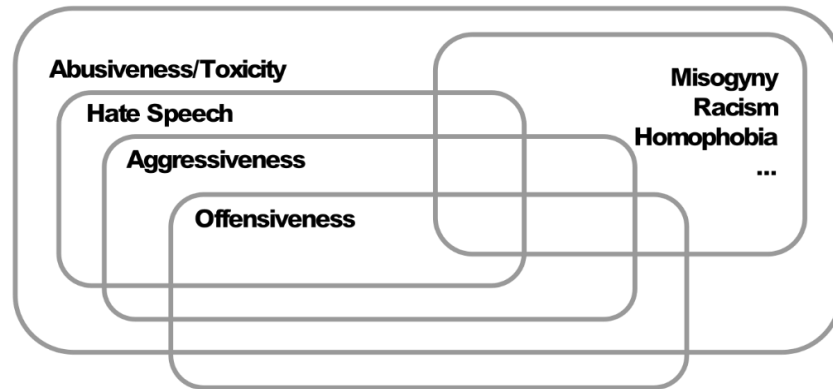 Abusiveness/Toxicity
Hate Speech
Aggressiveness
Offensiveness
Misogyny
Racism
Homophobia
...